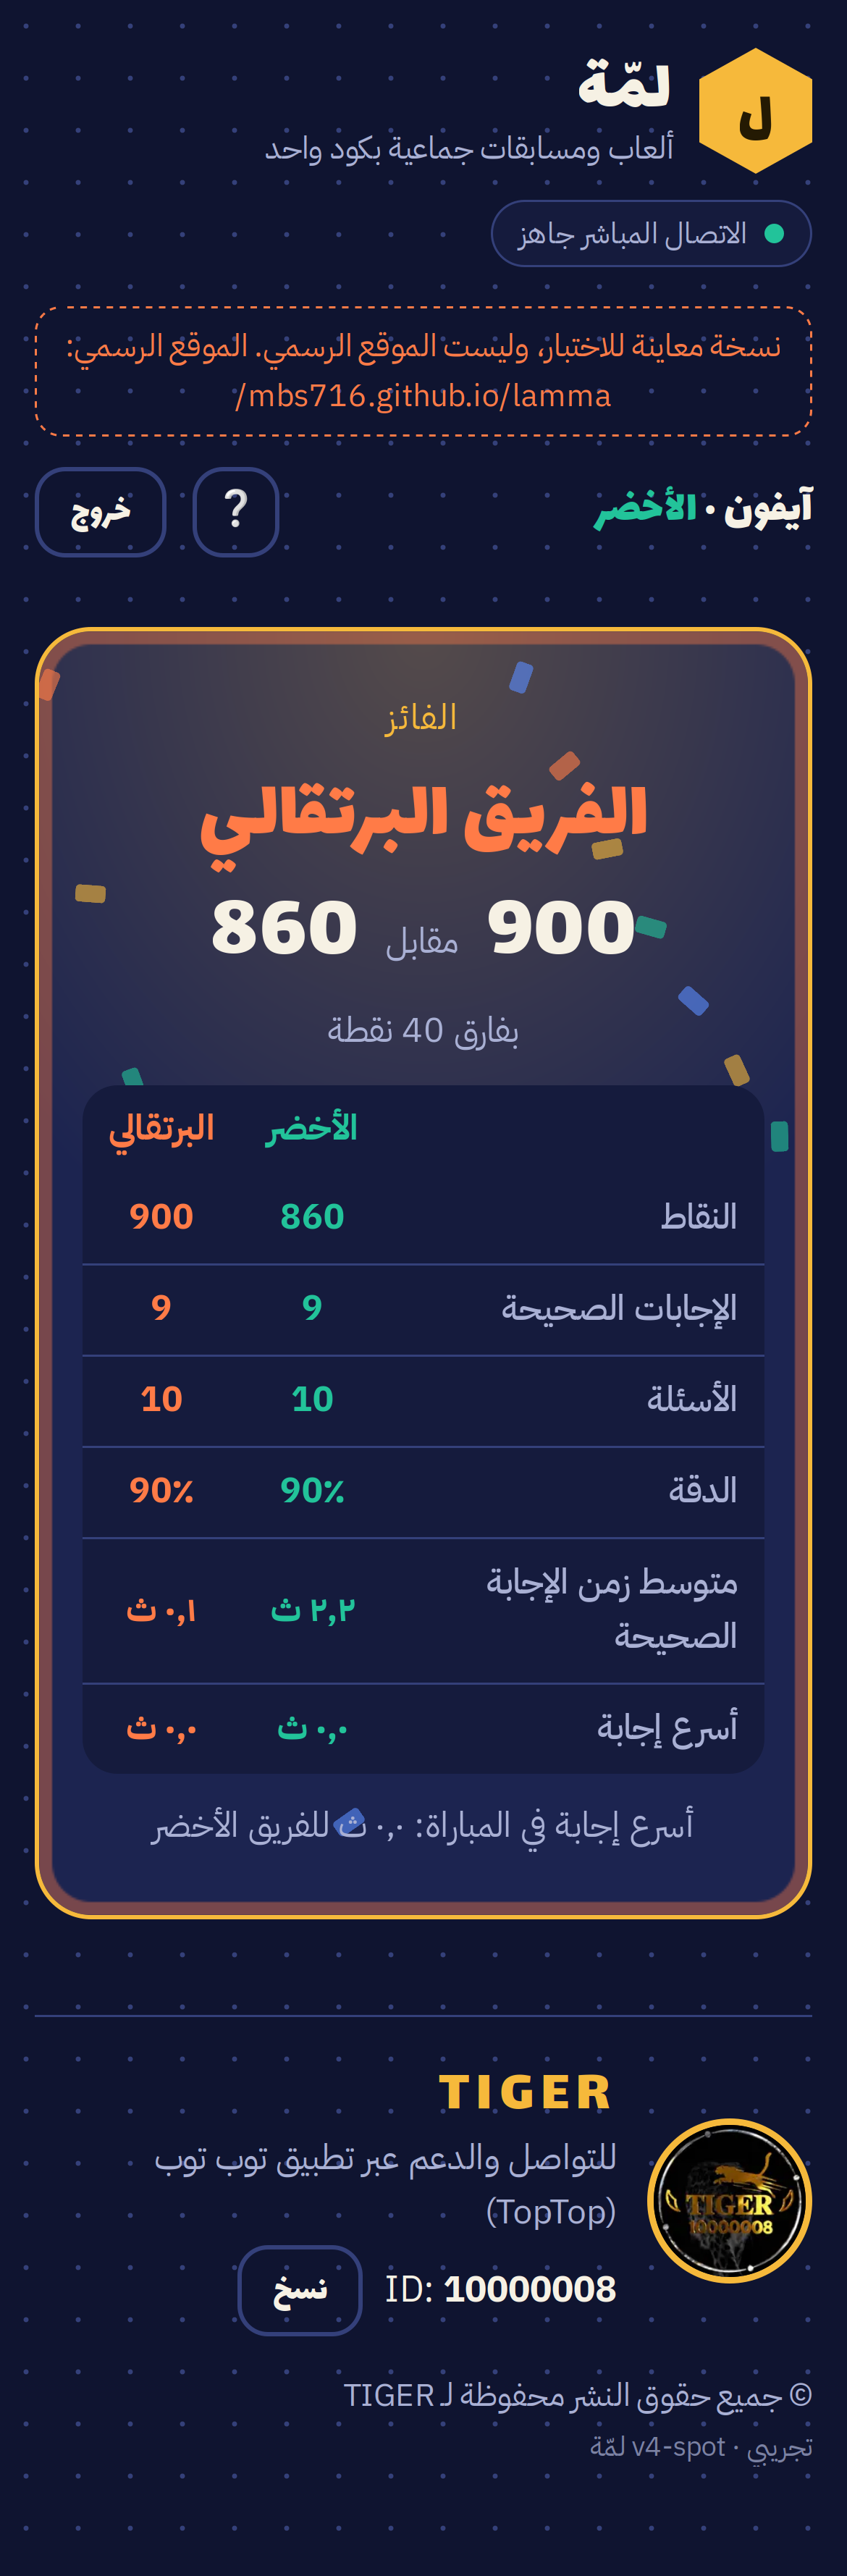 ل
لمّة
ألعاب ومسابقات جماعية بكود واحد
الاتصال المباشر جاهز
نسخة معاينة للاختبار، وليست الموقع الرسمي. الموقع الرسمي:
mbs716.github.io/lamma/
آيفون · الأخضر
؟
خروج
الفائز
الفريق البرتقالي
900 مقابل 860
بفارق 40 نقطة
الأخضر البرتقالي
النقاط 860 900
الإجابات الصحيحة 9 9
الأسئلة 10 10
الدقة 90٪ 90٪
متوسط زمن الإجابة
الصحيحة ٢,٢ ث ٠,١ ث
أسرع إجابة ٠,٠ ث ٠,٠ ث
أسرع إجابة في المباراة: ٠,٠ ث للفريق الأخضر
TIGER
للتواصل والدعم عبر تطبيق توب توب
(TopTop)
ID: 10000008
نسخ
TIGER
10000008
© جميع حقوق النشر محفوظة لـ TIGER
تجريبي · v4-spot لمّة